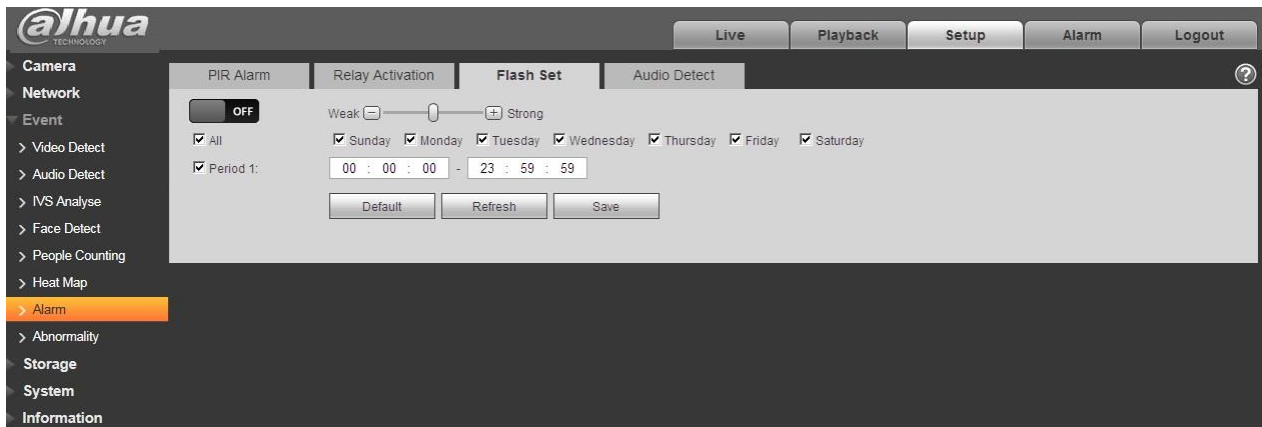 alhua
TECHNOLOGY
Live
Playback
Setup
Alarm
Logout
Camera
Network
Event
Video Detect
Audio Detect
IVS Analyse
Face Detect
People Counting
Heat Map
Alarm
Abnormality
Storage
System
Information
PIR Alarm
Relay Activation
Flash Set
Audio Detect
?
OFF
Weak - + Strong
All
Sunday Monday Tuesday Wednesday Thursday Friday Saturday
Period 1: 00 : 00 : 00 - 23 : 59 : 59
Default Refresh Save